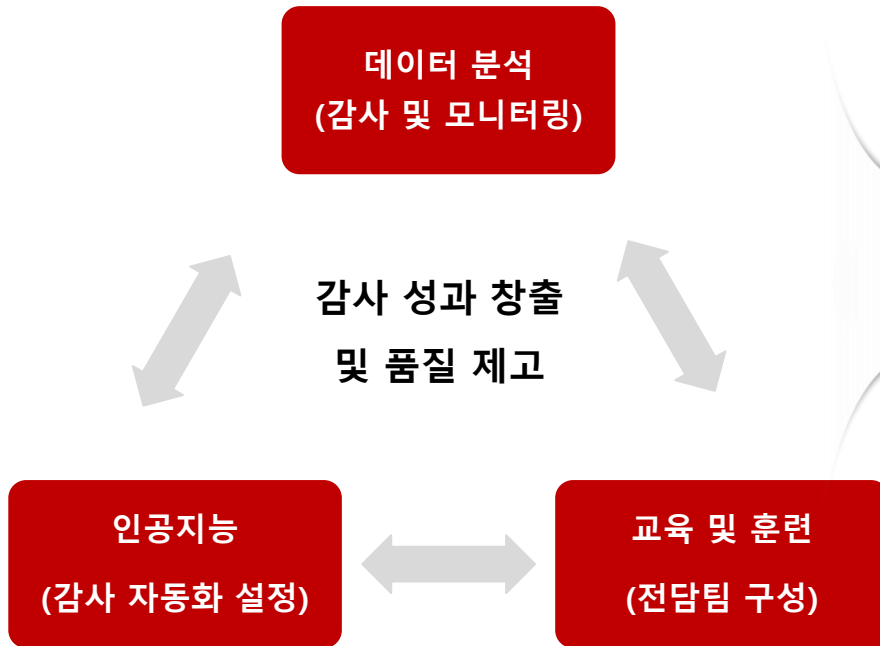 데이터 분석
(감사 및 모니터링)
감사 성과 창출
및 품질 제고
인공지능
(감사 자동화 설정)
교육 및 훈련
(전담팀 구성)